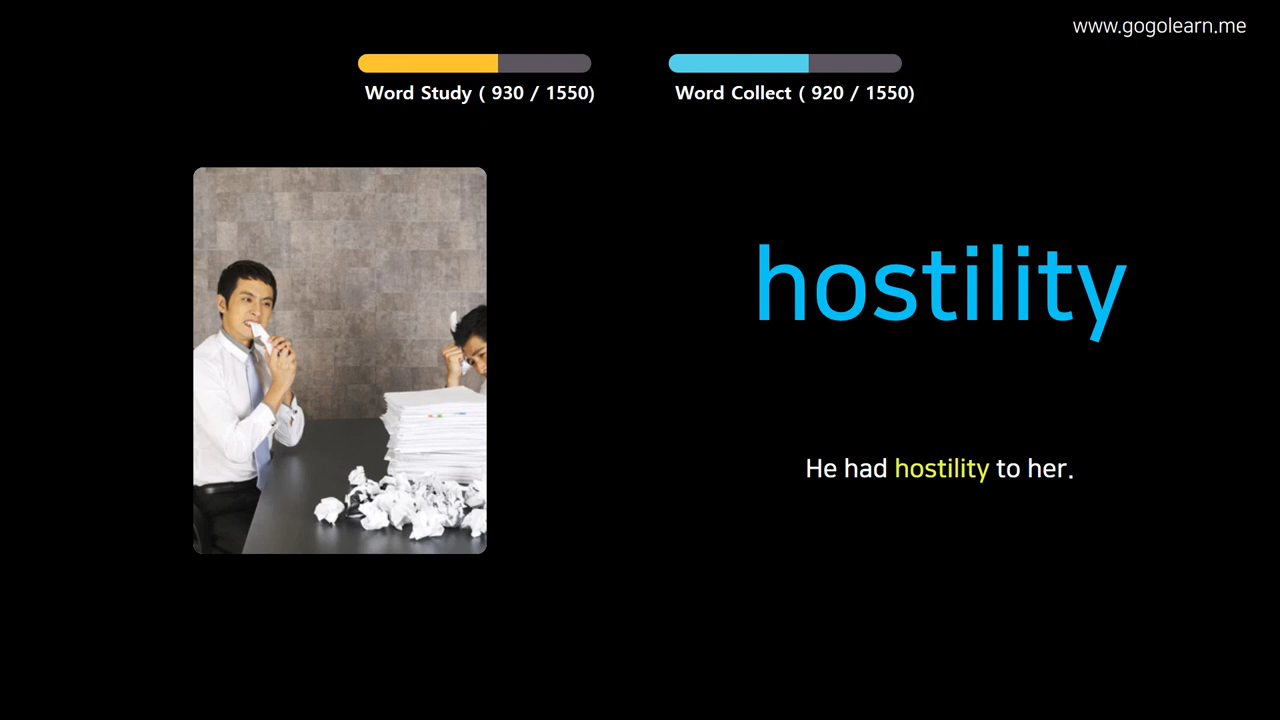 www.gogolearn.me
Word Study ( 930 / 1550)
Word Collect ( 920 / 1550)
hostility
He had hostility to her.